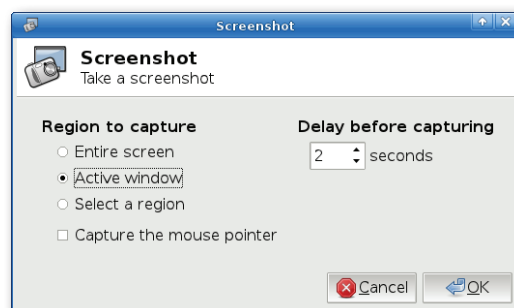 Screenshot
Screenshot
Take a screenshot
Region to capture
Entire screen
Active window
Select a region
Capture the mouse pointer
Delay before capturing
2 seconds
Cancel
OK